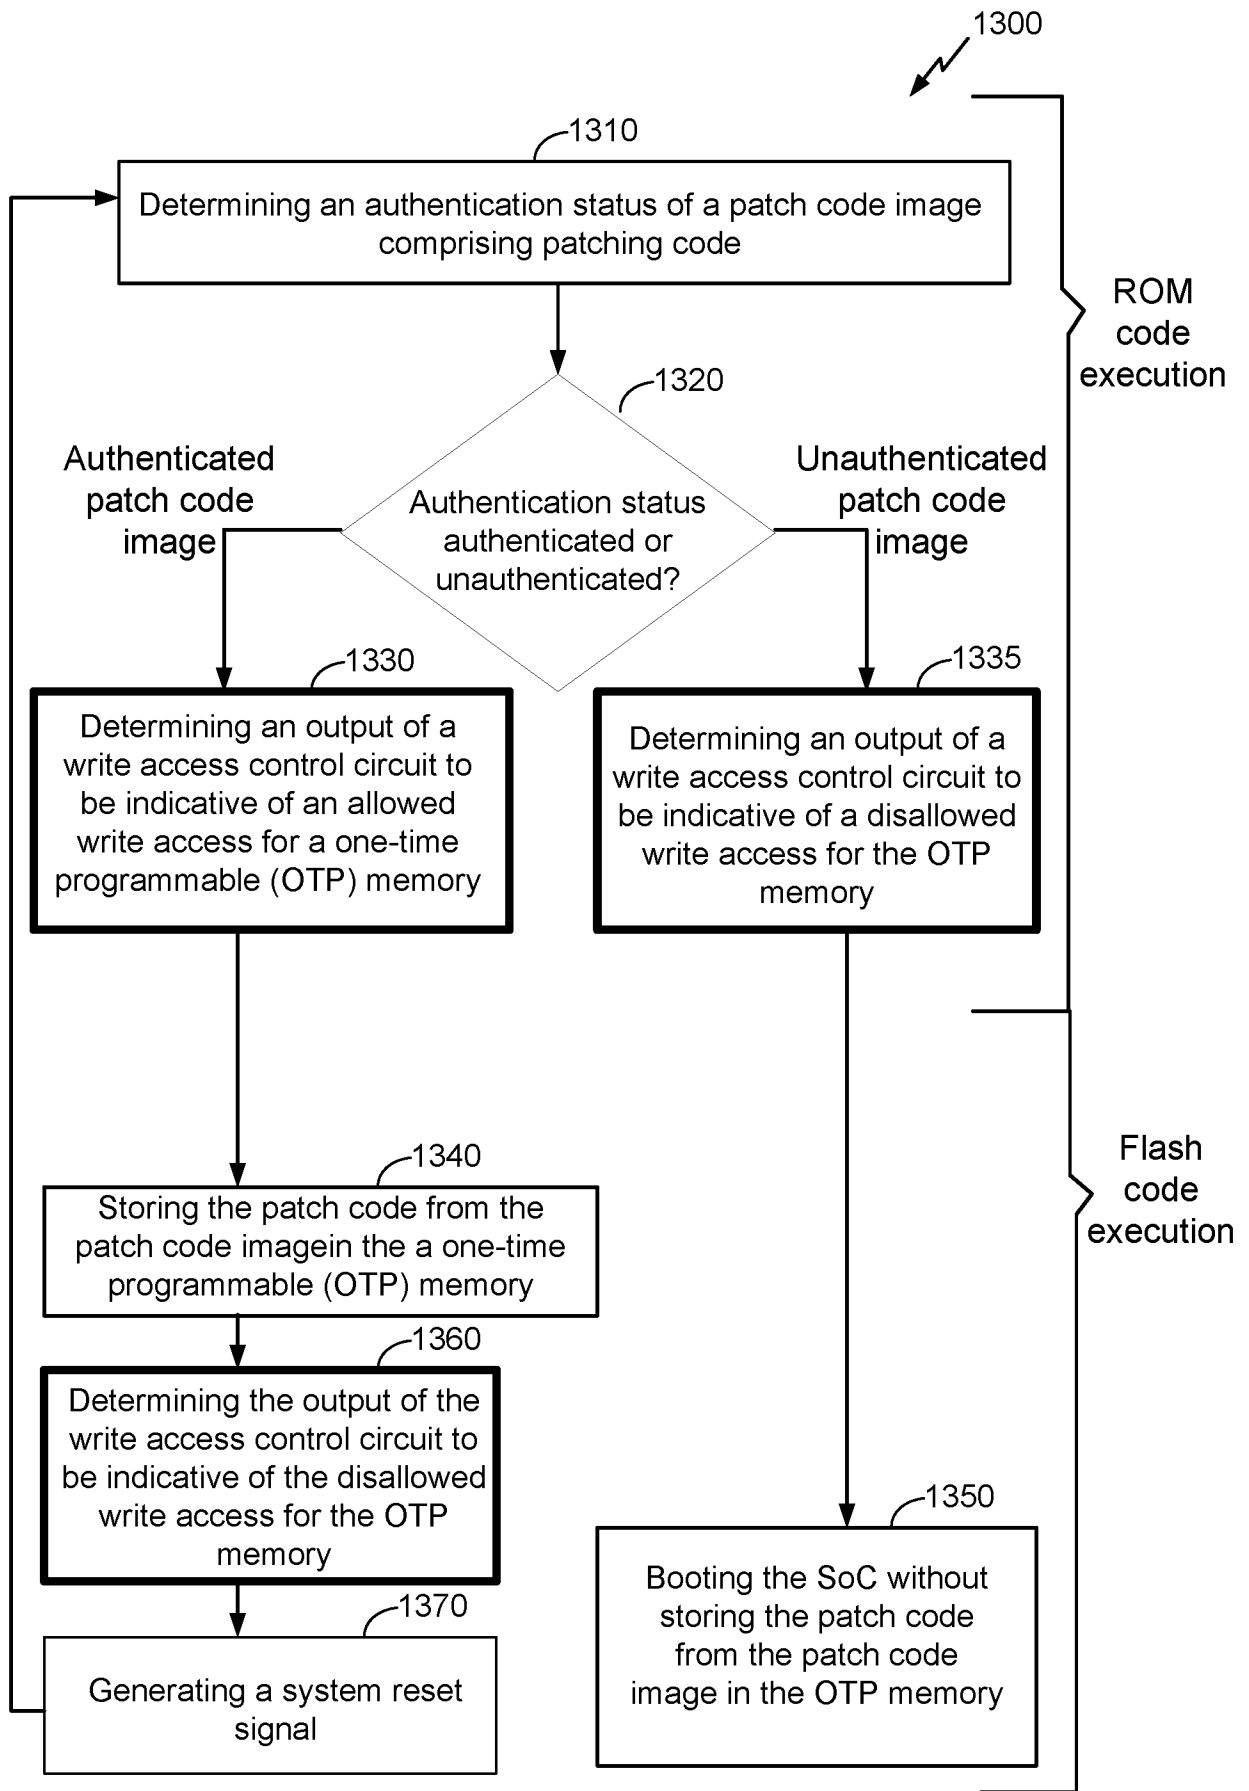 1300
1310
Determining an authentication status of a patch code image
comprising patching code
ROM
code
execution
1320
Authenticated
patch code
image
Unauthenticated
patch code
image
Authentication status
authenticated or
unauthenticated?
1330
Determining an output of a
write access control circuit to
be indicative of an allowed
write access for a one-time
programmable (OTP) memory
1335
Determining an output of a
write access control circuit to
be indicative of a disallowed
write access for the OTP
memory
1340
Storing the patch code from the
patch code imagein the a one-time
programmable (OTP) memory
Flash
code
execution
1360
Determining the output of the
write access control circuit to
be indicative of the disallowed
write access for the OTP
memory
1350
Booting the SoC without
storing the patch code
from the patch code
image in the OTP memory
1370
Generating a system reset
signal